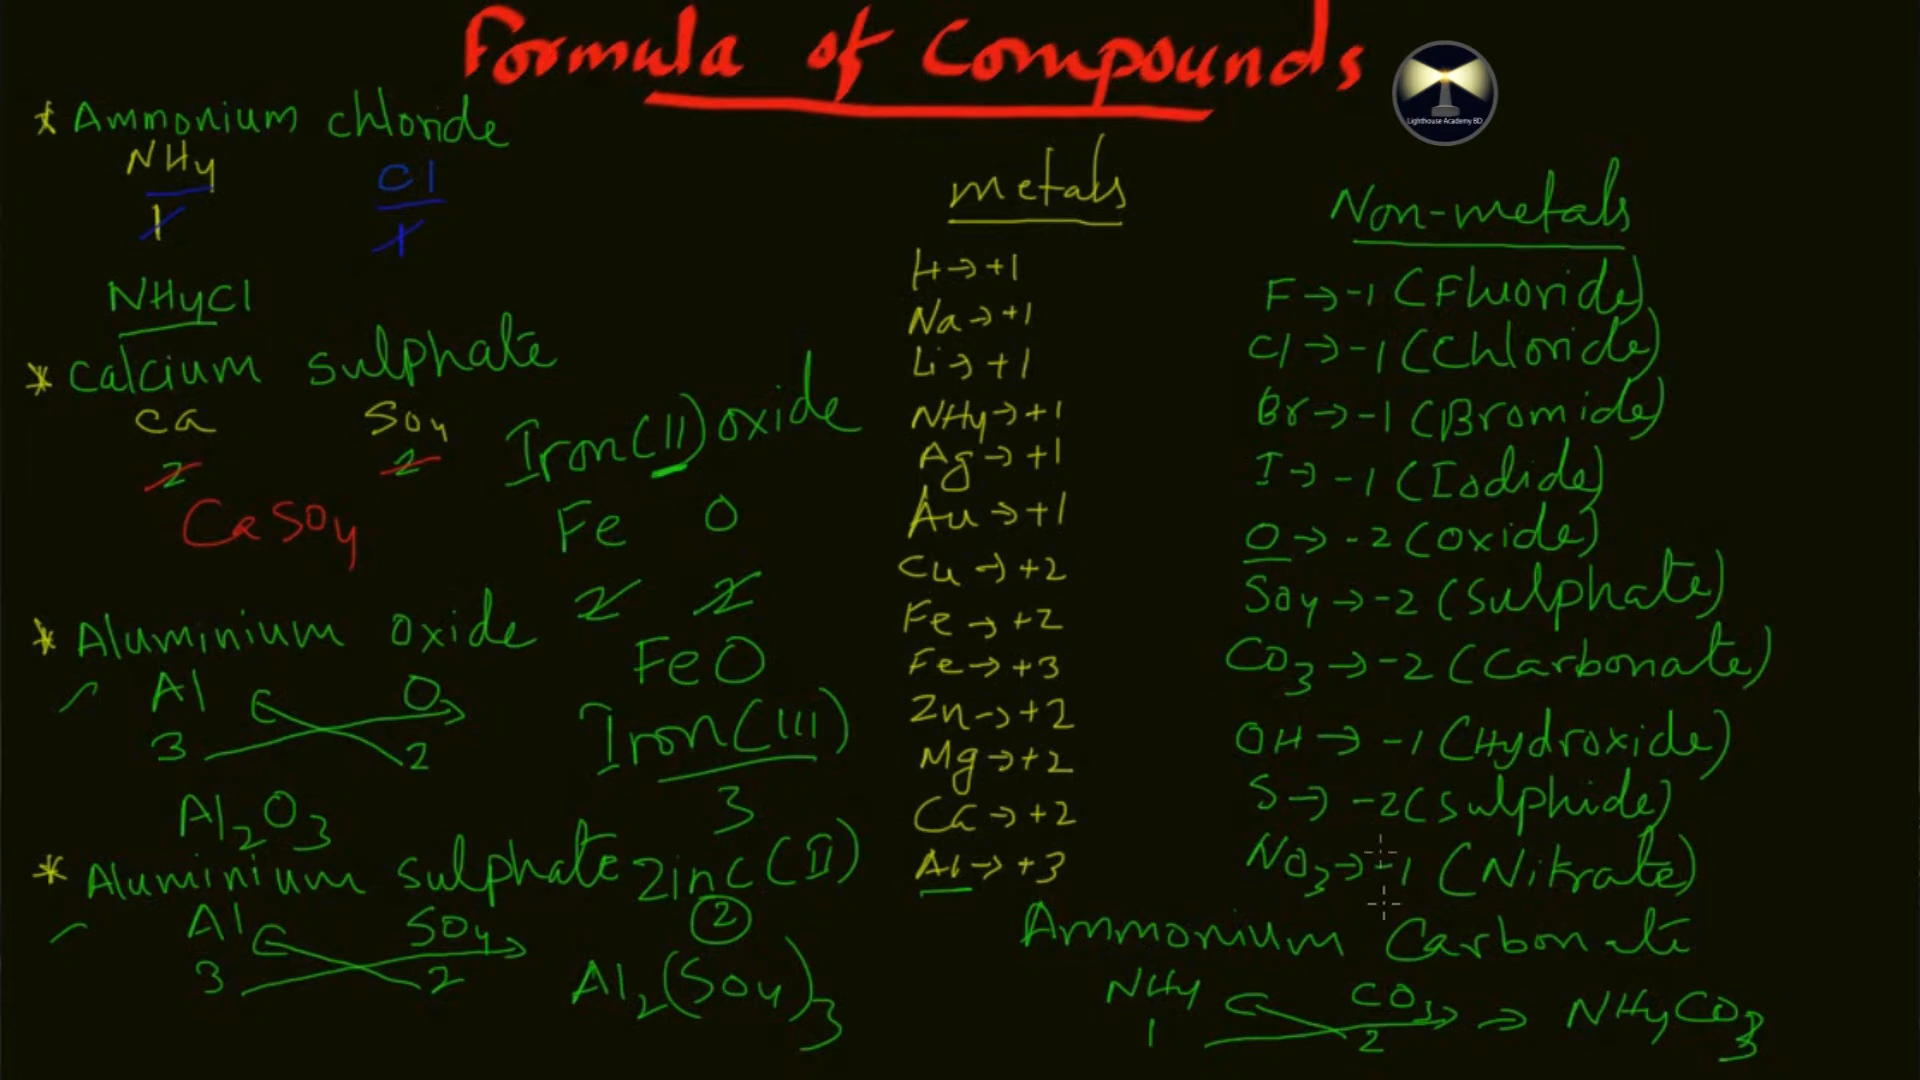 Formula of Compounds
Lighthouse Academy BD
* Ammonium chloride
NH4 Cl
1 1
NH4Cl
* Calcium sulphate
Ca SO4
2 2
CaSO4
Iron(II) oxide
Fe O
2 2
FeO
* Aluminium oxide
Al O
3 2
Al2O3
Iron(III)
3
* Aluminium sulphate
Al SO4
3 2
Zinc(II)
2
Al2(SO4)3
metals
H→+1
Na→+1
Li→+1
NH4→+1
Ag→+1
Au→+1
Cu→+2
Fe→+2
Fe→+3
Zn→+2
Mg→+2
Ca→+2
Al→+3
Non-metals
F→-1(Fluoride)
Cl→-1(Chloride)
Br→-1(Bromide)
I→-1(Iodide)
O→-2(Oxide)
SO4→-2(Sulphate)
CO3→-2(Carbonate)
OH→-1(Hydroxide)
S→-2(Sulphide)
NO3→-1(Nitrate)
Ammonium Carbonate
NH4 CO3 → NH4CO3
1 2